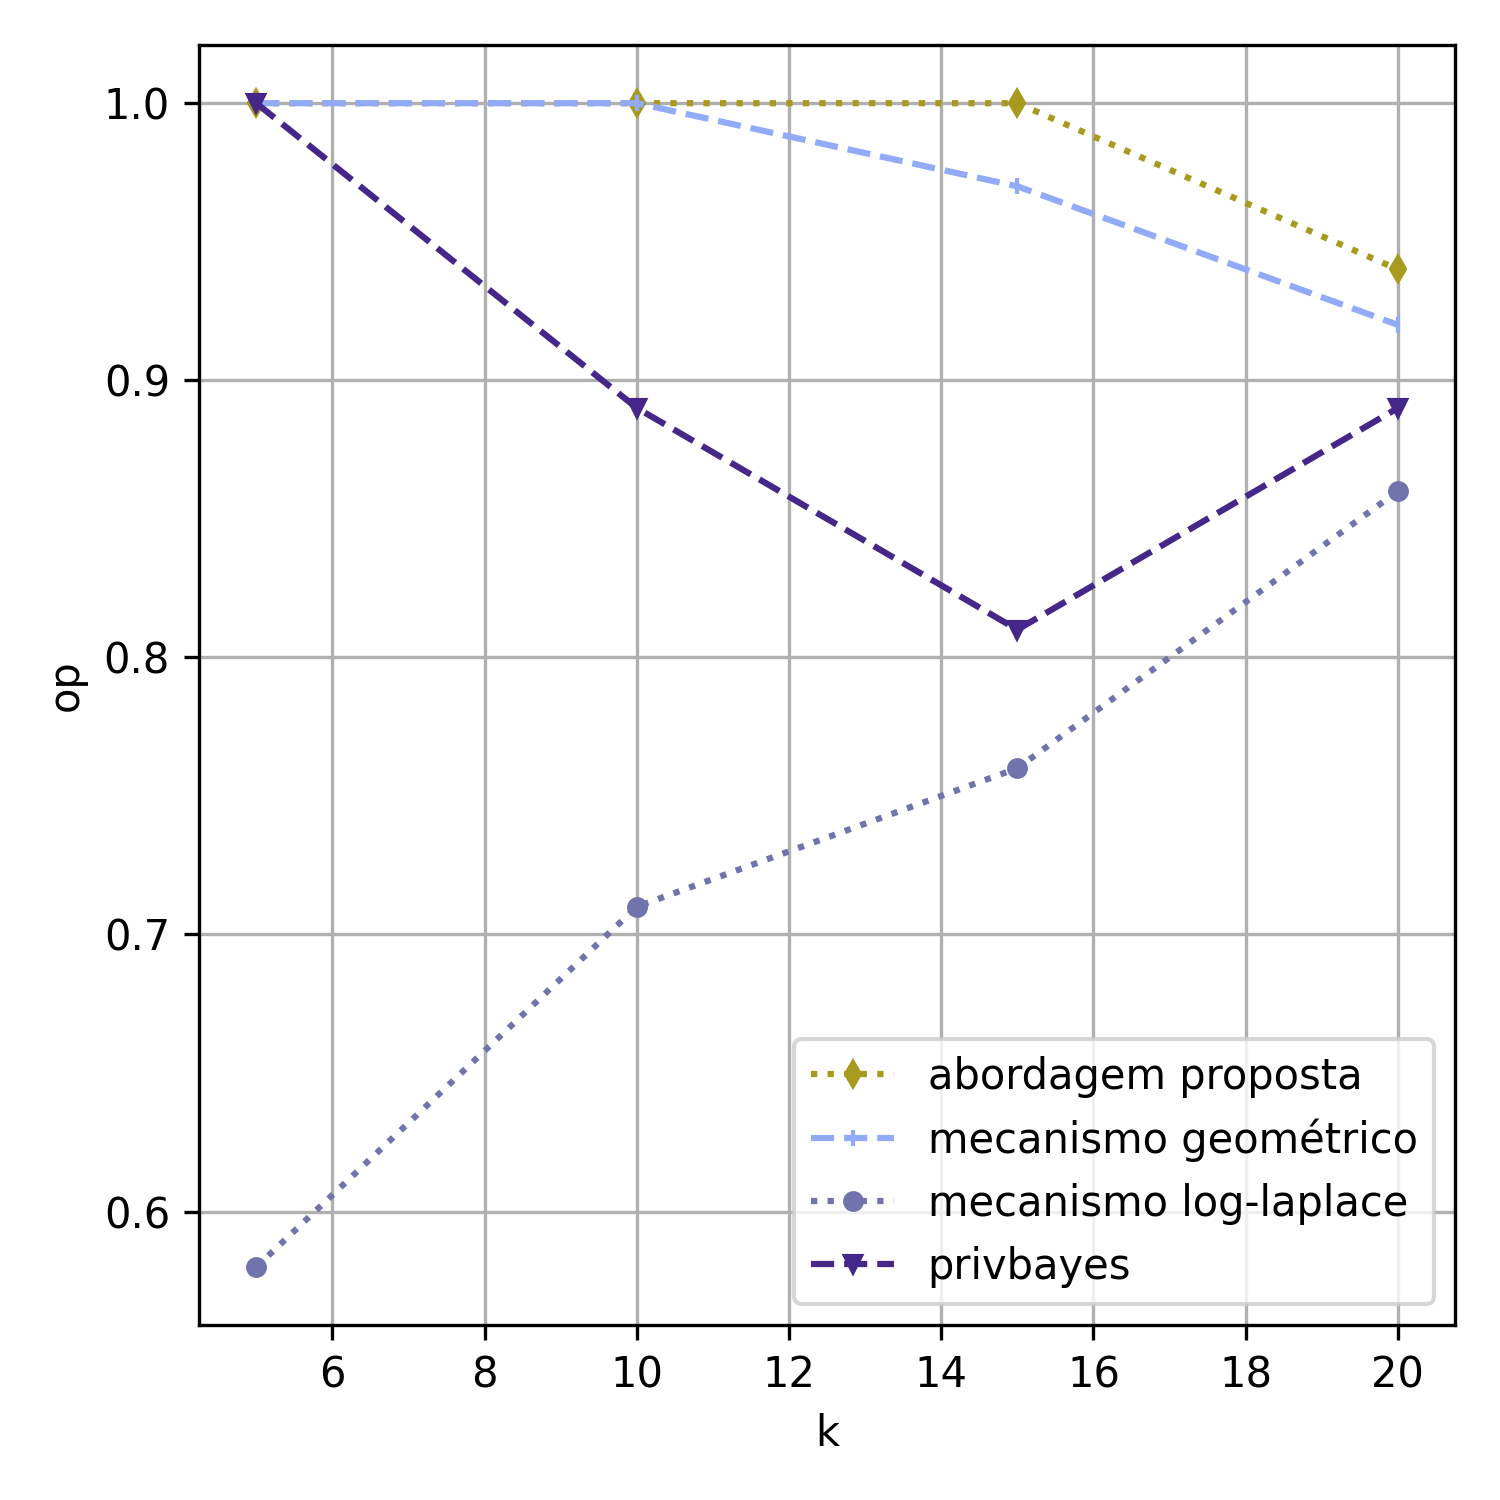 1.0
0.9
0.8
0.7
0.6
op
6 8 10 12 14 16 18 20
k
abordagem proposta
mecanismo geométrico
mecanismo log-laplace
privbayes